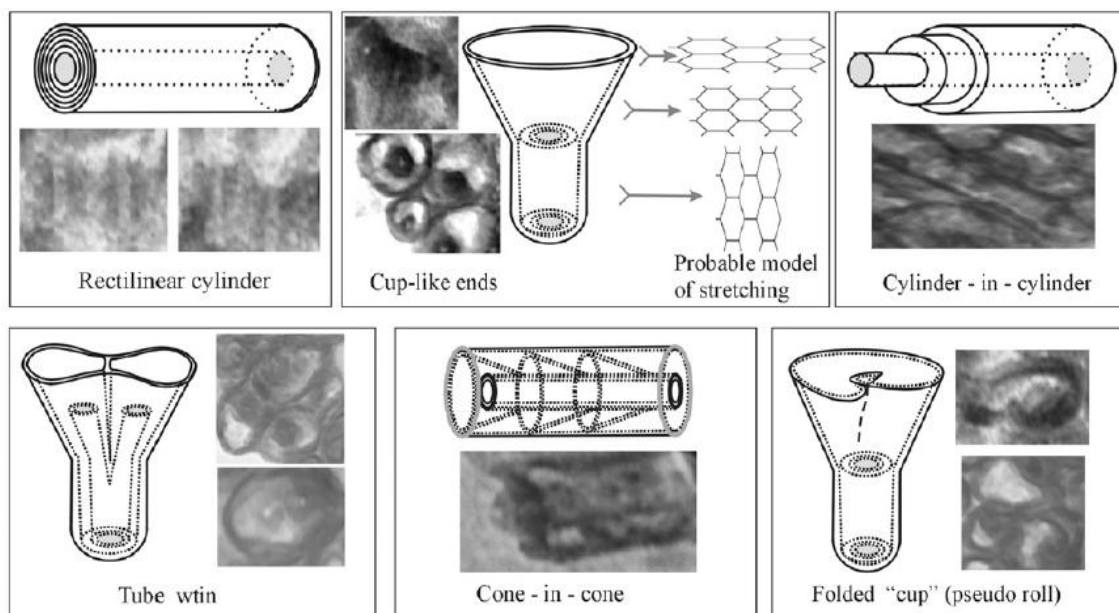 Rectilinear cylinder
Cup-like ends
Probable model
of stretching
Cylinder - in - cylinder
Tube wtin
Cone - in - cone
Folded “cup” (pseudo roll)